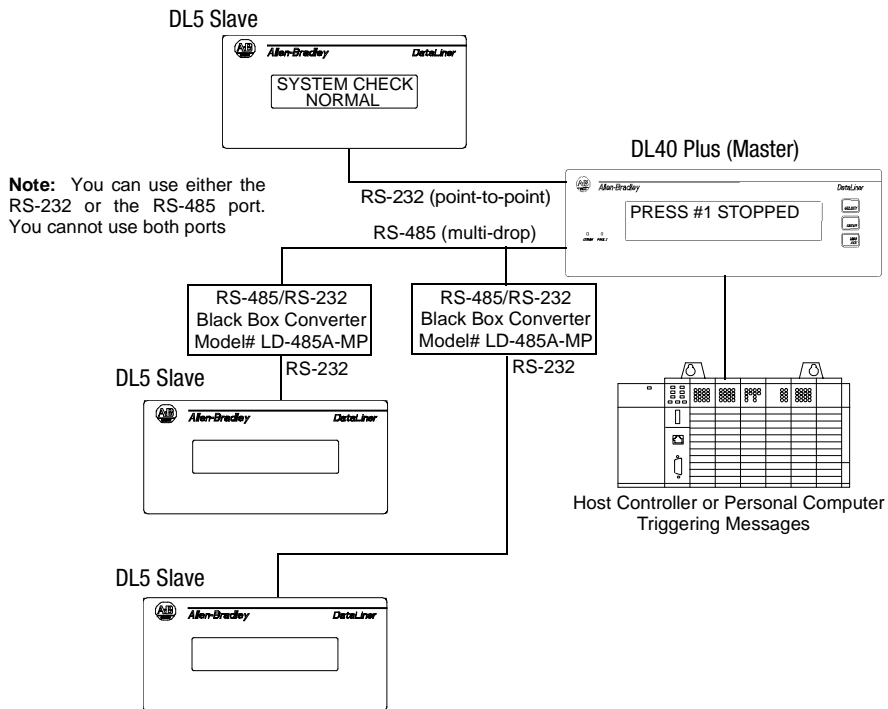 DL5 Slave
AB
Allen-Bradley
DataLiner
SYSTEM CHECK
NORMAL
DL40 Plus (Master)
Note: You can use either the
RS-232 or the RS-485 port.
You cannot use both ports
RS-232 (point-to-point)
AB
Allen-Bradley
DataLiner
PRESS #1 STOPPED
RS-485 (multi-drop)
RS-485/RS-232
Black Box Converter
Model# LD-485A-MP
RS-485/RS-232
Black Box Converter
Model# LD-485A-MP
RS-232
RS-232
DL5 Slave
AB
Allen-Bradley
DataLiner
Host Controller or Personal Computer
Triggering Messages
DL5 Slave
AB
Allen-Bradley
DataLiner